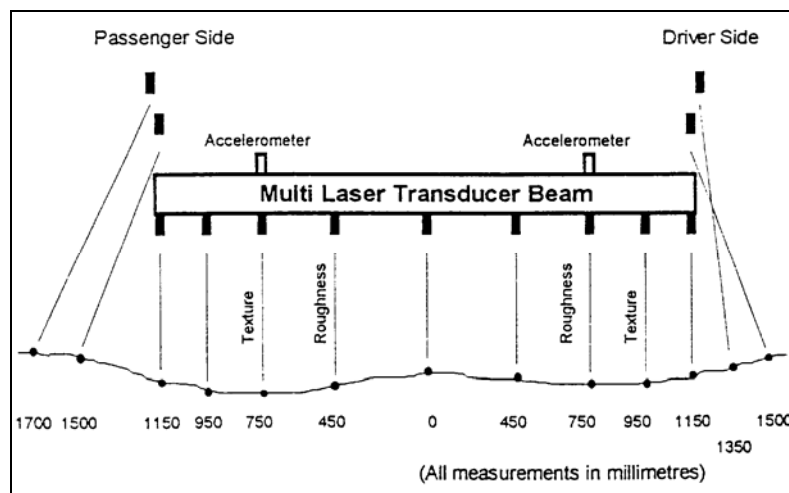 Passenger Side Driver Side
Accelerometer Accelerometer
Multi Laser Transducer Beam
Texture Roughness Roughness Texture
1700 1500 1150 950 750 450 0 450 750 950 1150 1500
1350
(All measurements in millimetres)